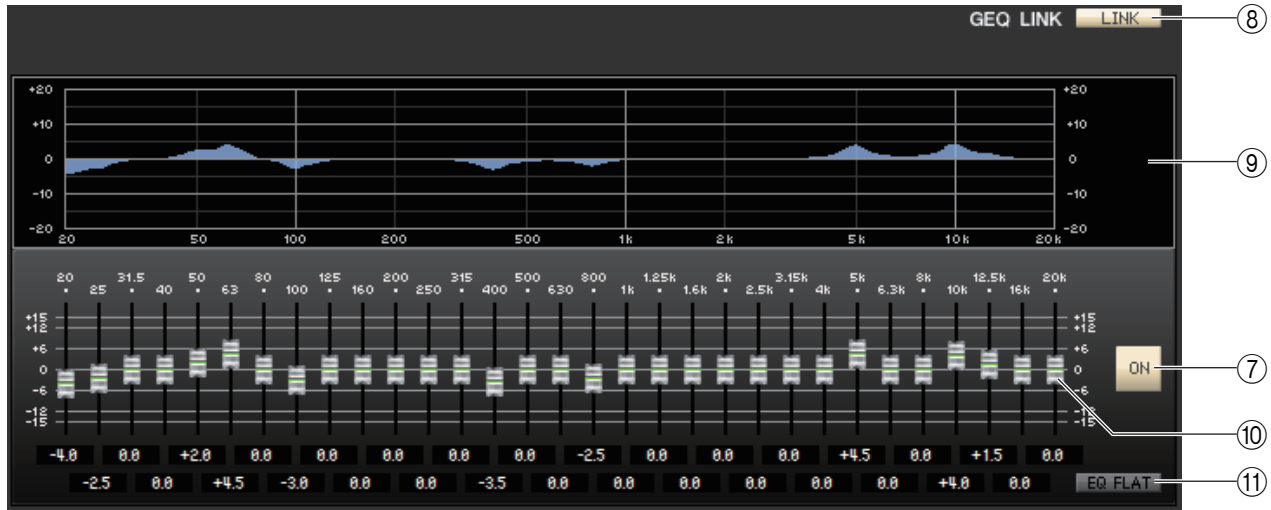 GEQ LINK LINK ⑧
+20 +20
+10 +10
0 0 ⑨
-10 -10
-20 -20
20 50 100 200 500 1k 2k 5k 10k 20k
20 31.5 50 80 125 200 315 500 800 1.25k 2k 3.15k 5k 8k 12.5k 20k
25 40 63 100 160 250 400 630 1k 1.6k 2.5k 4k 6.3k 10k 16k
+15 +15
+12 +12
+6 +6
0 0 ON ⑦
-6 -6
-12 -12
-15 -15
⑩
-4.0 0.0 +2.0 0.0 0.0 0.0 0.0 0.0 -2.5 0.0 0.0 0.0 +4.5 0.0 +1.5 0.0
-2.5 0.0 +4.5 -3.0 0.0 0.0 -3.5 0.0 0.0 0.0 0.0 0.0 0.0 +4.0 0.0 EQ FLAT ⑪